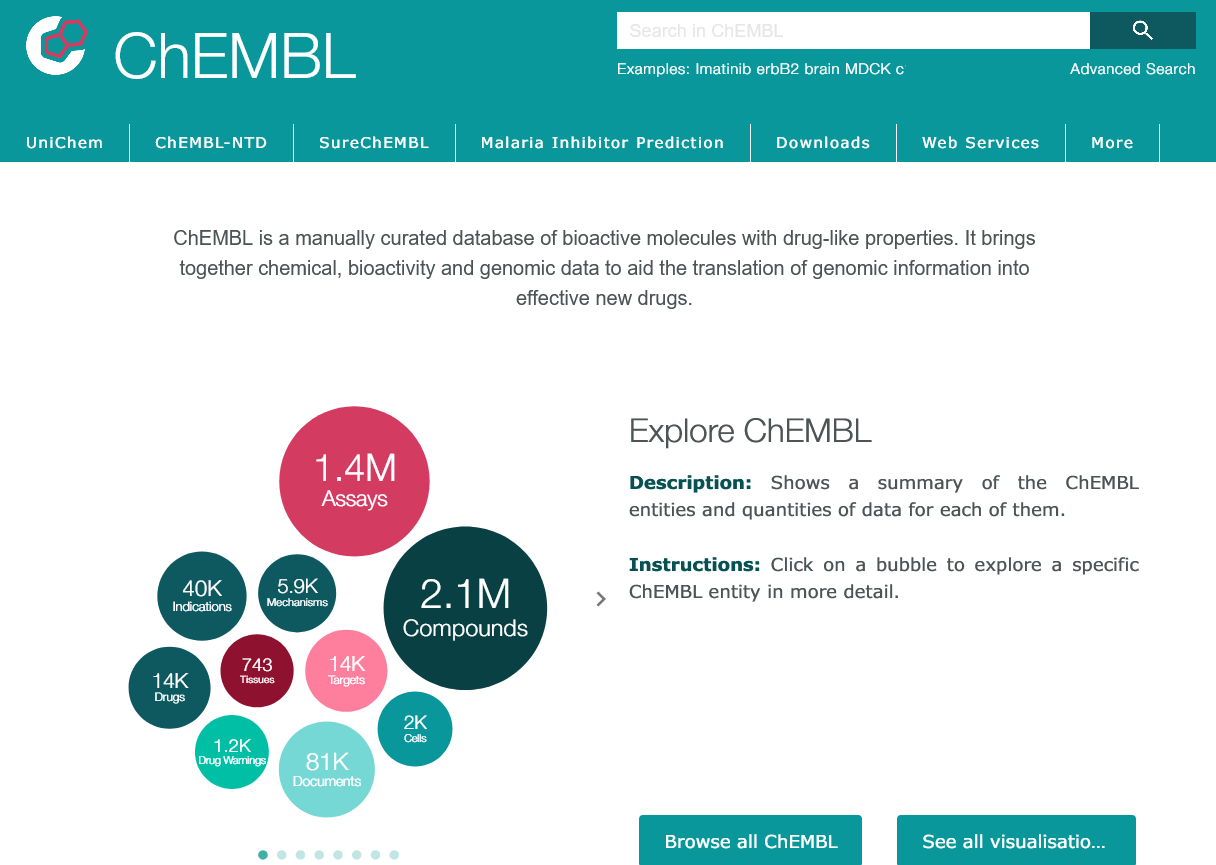 ChEMBL
Search in ChEMBL
Examples: Imatinib erbB2 brain MDCK c
Advanced Search
UniChem
ChEMBL-NTD
SureChEMBL
Malaria Inhibitor Prediction
Downloads
Web Services
More
ChEMBL is a manually curated database of bioactive molecules with drug-like properties. It brings
together chemical, bioactivity and genomic data to aid the translation of genomic information into
effective new drugs.
1.4M
Assays
2.1M
Compounds
40K
Indications
5.9K
Mechanisms
14K
Drugs
743
Tissues
14K
Targets
2K
Cells
1.2K
Drug Warnings
81K
Documents
Explore ChEMBL
Description: Shows a summary of the ChEMBL
entities and quantities of data for each of them.
Instructions: Click on a bubble to explore a specific
ChEMBL entity in more detail.
Browse all ChEMBL
See all visualisatio...